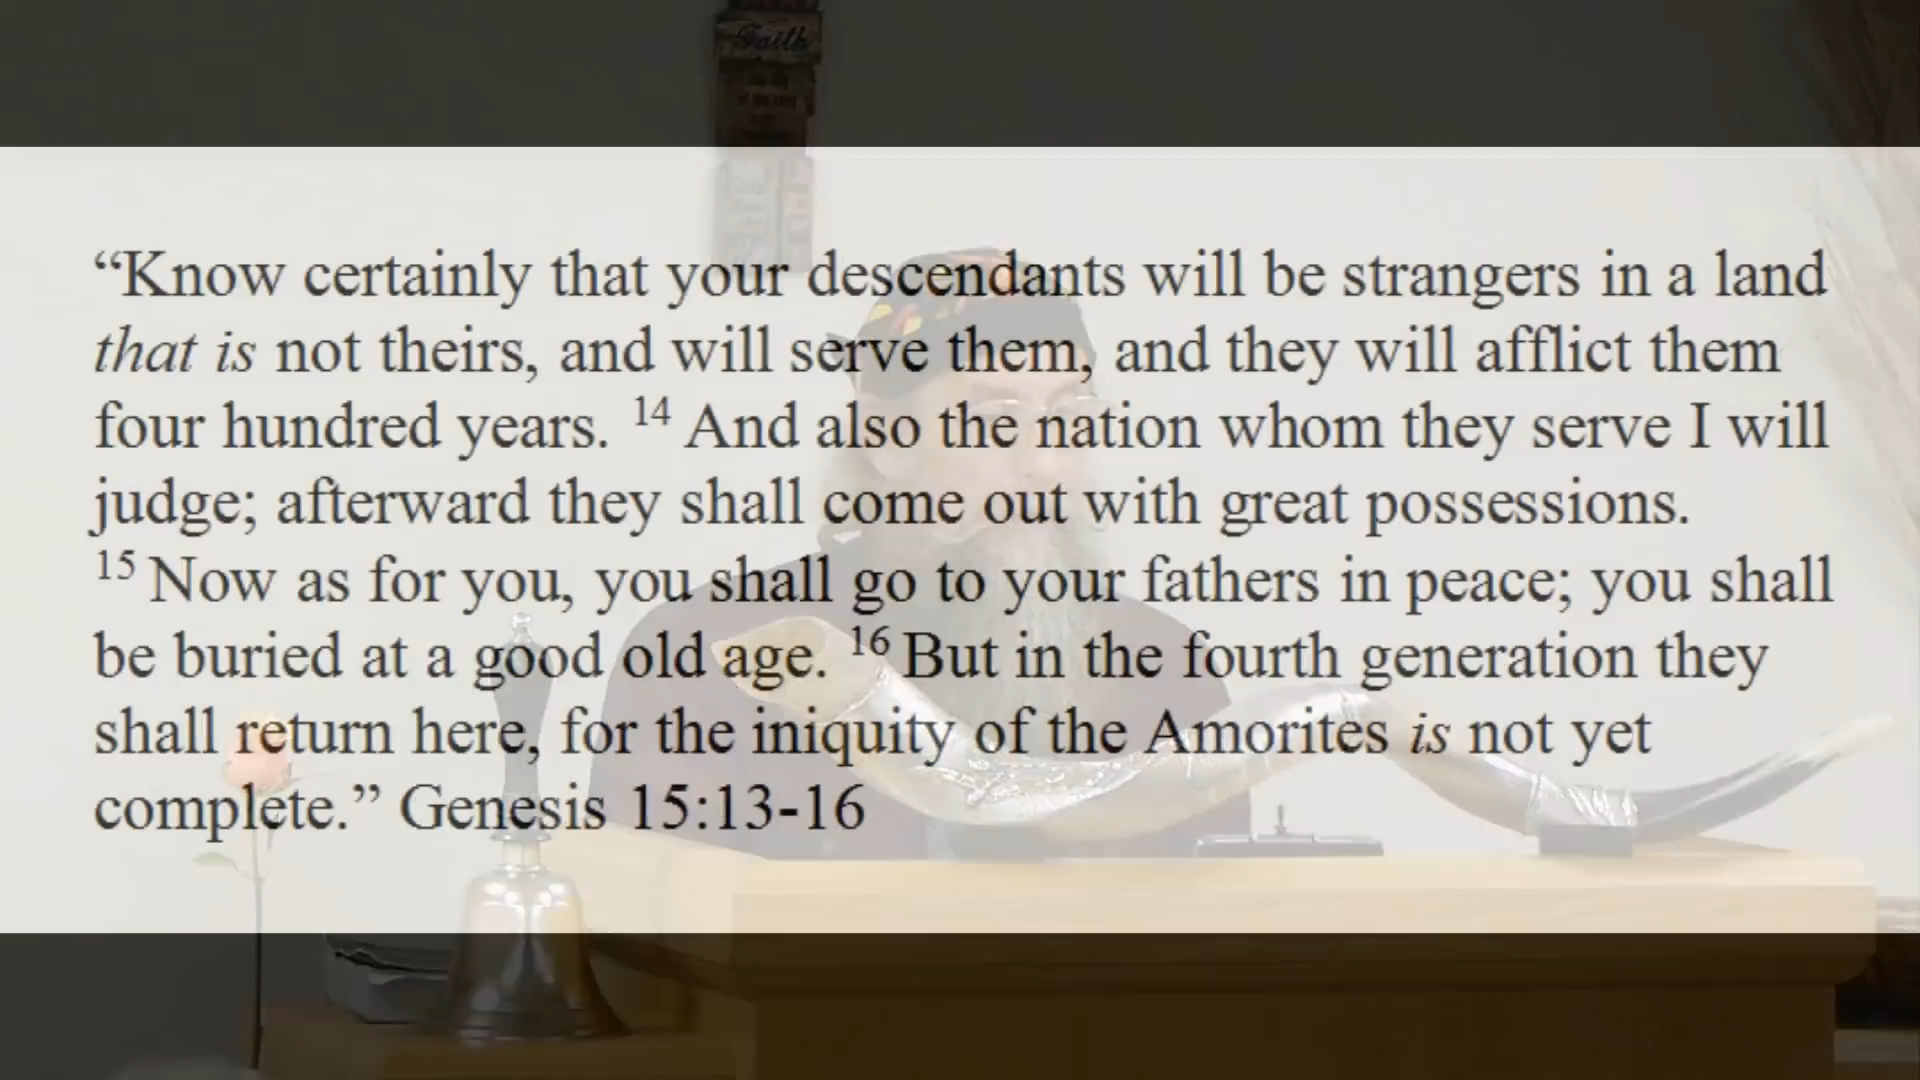 Faith
“Know certainly that your descendants will be strangers in a land
that is not theirs, and will serve them, and they will afflict them
four hundred years. 14 And also the nation whom they serve I will
judge; afterward they shall come out with great possessions.
15 Now as for you, you shall go to your fathers in peace; you shall
be buried at a good old age. 16 But in the fourth generation they
shall return here, for the iniquity of the Amorites is not yet
complete.” Genesis 15:13-16